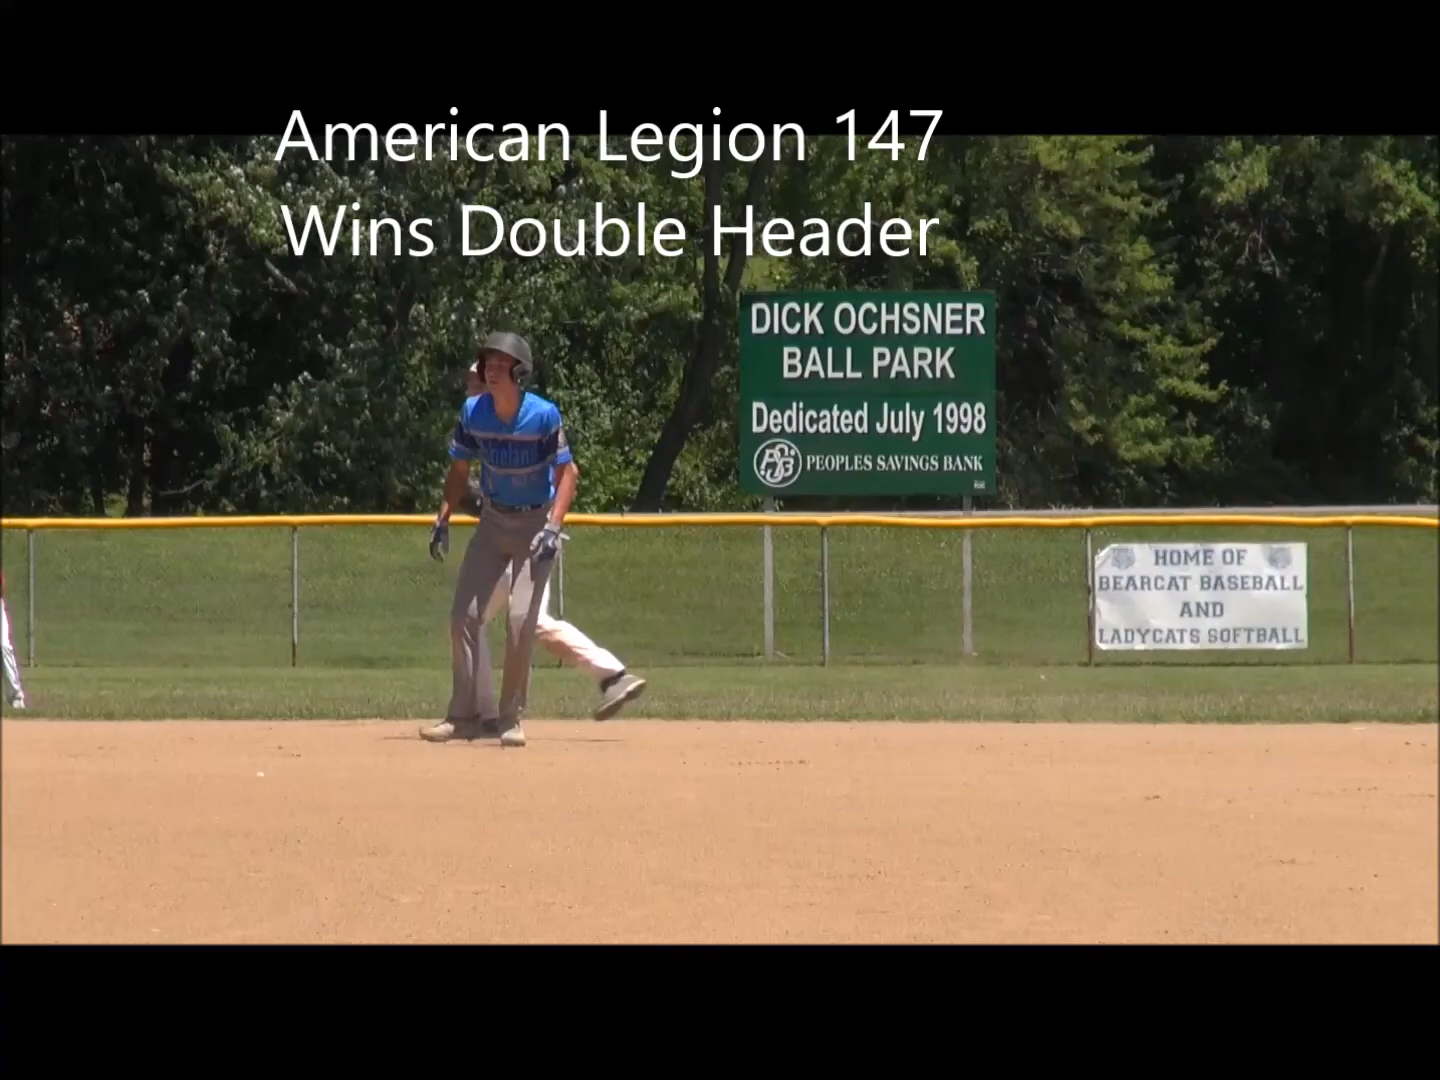 American Legion 147
Wins Double Header
DICK OCHSNER
BALL PARK
Dedicated July 1998
PEOPLES SAVINGS BANK
HOME OF
BEARCAT BASEBALL
AND
LADYCATS SOFTBALL